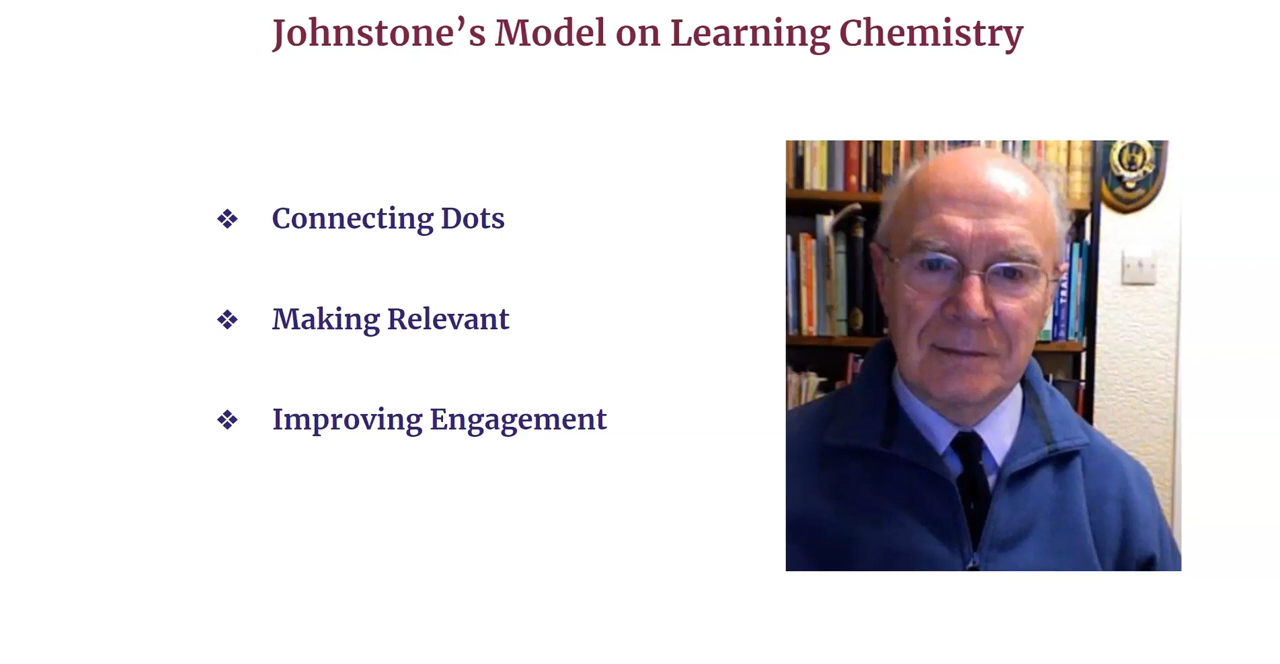 Johnstone’s Model on Learning Chemistry
❖ Connecting Dots
❖ Making Relevant
❖ Improving Engagement